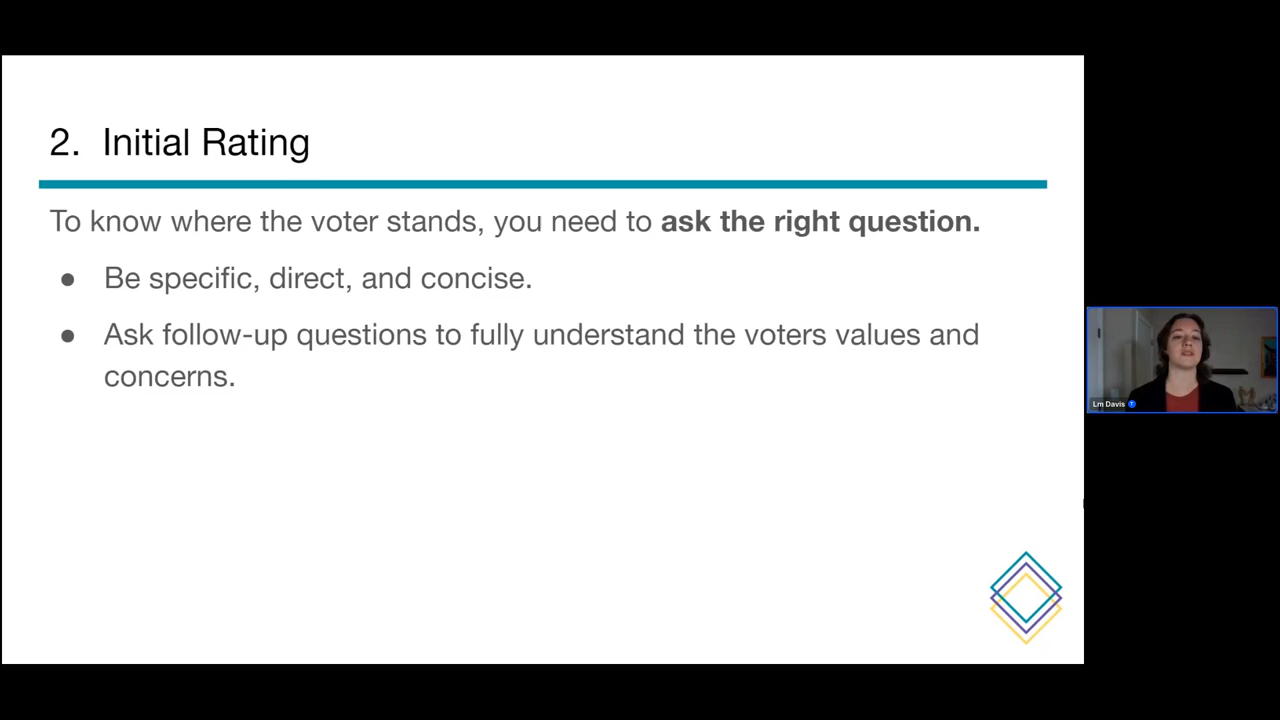 2. Initial Rating
To know where the voter stands, you need to ask the right question.
● Be specific, direct, and concise.
● Ask follow-up questions to fully understand the voters values and
concerns.
Lm Davis